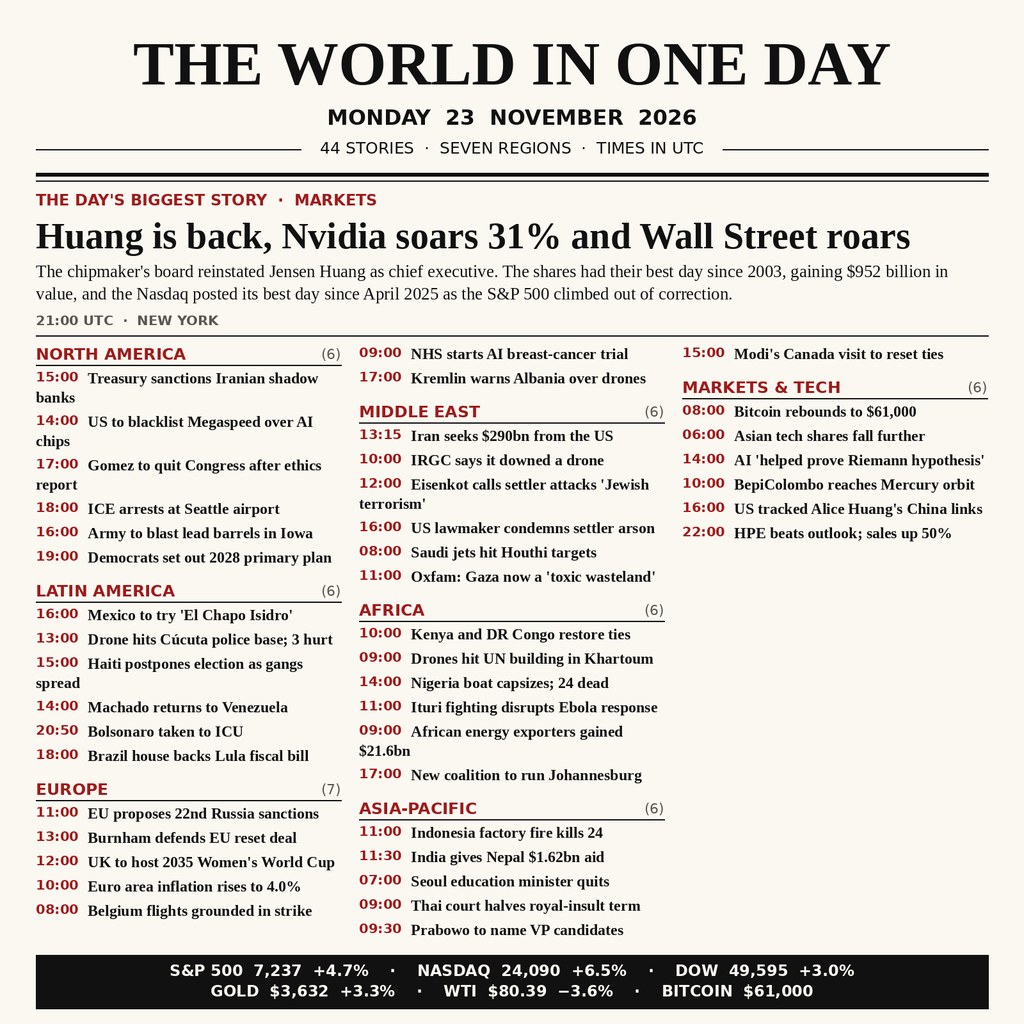 THE WORLD IN ONE DAY
MONDAY 23 NOVEMBER 2026
44 STORIES · SEVEN REGIONS · TIMES IN UTC
THE DAY'S BIGGEST STORY · MARKETS
Huang is back, Nvidia soars 31% and Wall Street roars
The chipmaker's board reinstated Jensen Huang as chief executive. The shares had their best day since 2003, gaining $952 billion in
value, and the Nasdaq posted its best day since April 2025 as the S&P 500 climbed out of correction.
21:00 UTC · NEW YORK
NORTH AMERICA (6)
15:00 Treasury sanctions Iranian shadow
banks
14:00 US to blacklist Megaspeed over AI
chips
17:00 Gomez to quit Congress after ethics
report
18:00 ICE arrests at Seattle airport
16:00 Army to blast lead barrels in Iowa
19:00 Democrats set out 2028 primary plan
LATIN AMERICA (6)
16:00 Mexico to try 'El Chapo Isidro'
13:00 Drone hits Cúcuta police base; 3 hurt
15:00 Haiti postpones election as gangs
spread
14:00 Machado returns to Venezuela
20:50 Bolsonaro taken to ICU
18:00 Brazil house backs Lula fiscal bill
EUROPE (7)
11:00 EU proposes 22nd Russia sanctions
13:00 Burnham defends EU reset deal
12:00 UK to host 2035 Women's World Cup
10:00 Euro area inflation rises to 4.0%
08:00 Belgium flights grounded in strike
09:00 NHS starts AI breast-cancer trial
17:00 Kremlin warns Albania over drones
MIDDLE EAST (6)
13:15 Iran seeks $290bn from the US
10:00 IRGC says it downed a drone
12:00 Eisenkot calls settler attacks 'Jewish
terrorism'
16:00 US lawmaker condemns settler arson
08:00 Saudi jets hit Houthi targets
11:00 Oxfam: Gaza now a 'toxic wasteland'
AFRICA (6)
10:00 Kenya and DR Congo restore ties
09:00 Drones hit UN building in Khartoum
14:00 Nigeria boat capsizes; 24 dead
11:00 Ituri fighting disrupts Ebola response
09:00 African energy exporters gained
$21.6bn
17:00 New coalition to run Johannesburg
ASIA-PACIFIC (6)
11:00 Indonesia factory fire kills 24
11:30 India gives Nepal $1.62bn aid
07:00 Seoul education minister quits
09:00 Thai court halves royal-insult term
09:30 Prabowo to name VP candidates
15:00 Modi's Canada visit to reset ties
MARKETS & TECH (6)
08:00 Bitcoin rebounds to $61,000
06:00 Asian tech shares fall further
14:00 AI 'helped prove Riemann hypothesis'
10:00 BepiColombo reaches Mercury orbit
16:00 US tracked Alice Huang's China links
22:00 HPE beats outlook; sales up 50%
S&P 500 7,237 +4.7% · NASDAQ 24,090 +6.5% · DOW 49,595 +3.0%
GOLD $3,632 +3.3% · WTI $80.39 −3.6% · BITCOIN $61,000